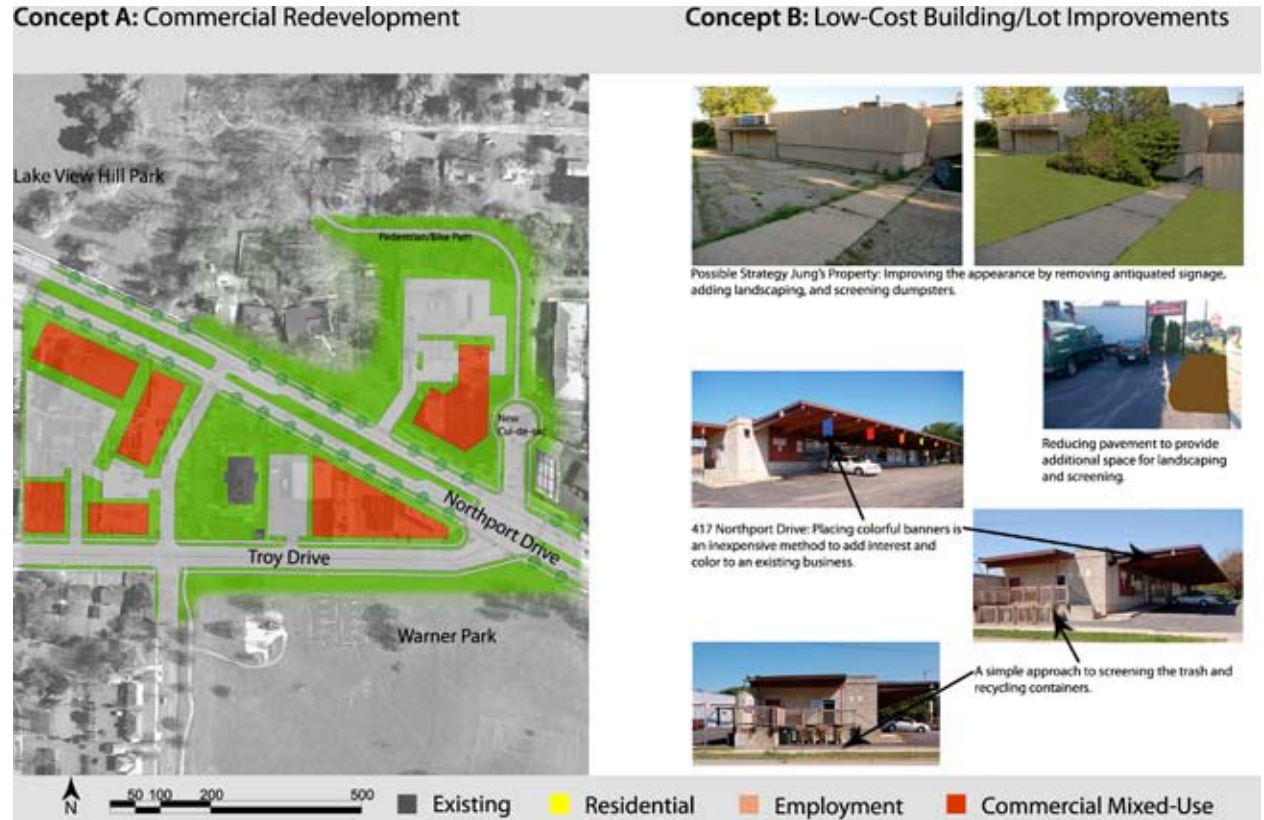 Concept A: Commercial Redevelopment
Concept B: Low-Cost Building/Lot Improvements
Lake View Hill Park
Pedestrian/Bike Path
New
Cul-de-sac
Northport Drive
Troy Drive
Warner Park
Possible Strategy Jung's Property: Improving the appearance by removing antiquated signage,
adding landscaping, and screening dumpsters.
Reducing pavement to provide
additional space for landscaping
and screening.
417 Northport Drive: Placing colorful banners is
an inexpensive method to add interest and
color to an existing business.
A simple approach to screening the trash and
recycling containers.
N
50 100 200 500
Existing
Residential
Employment
Commercial Mixed-Use